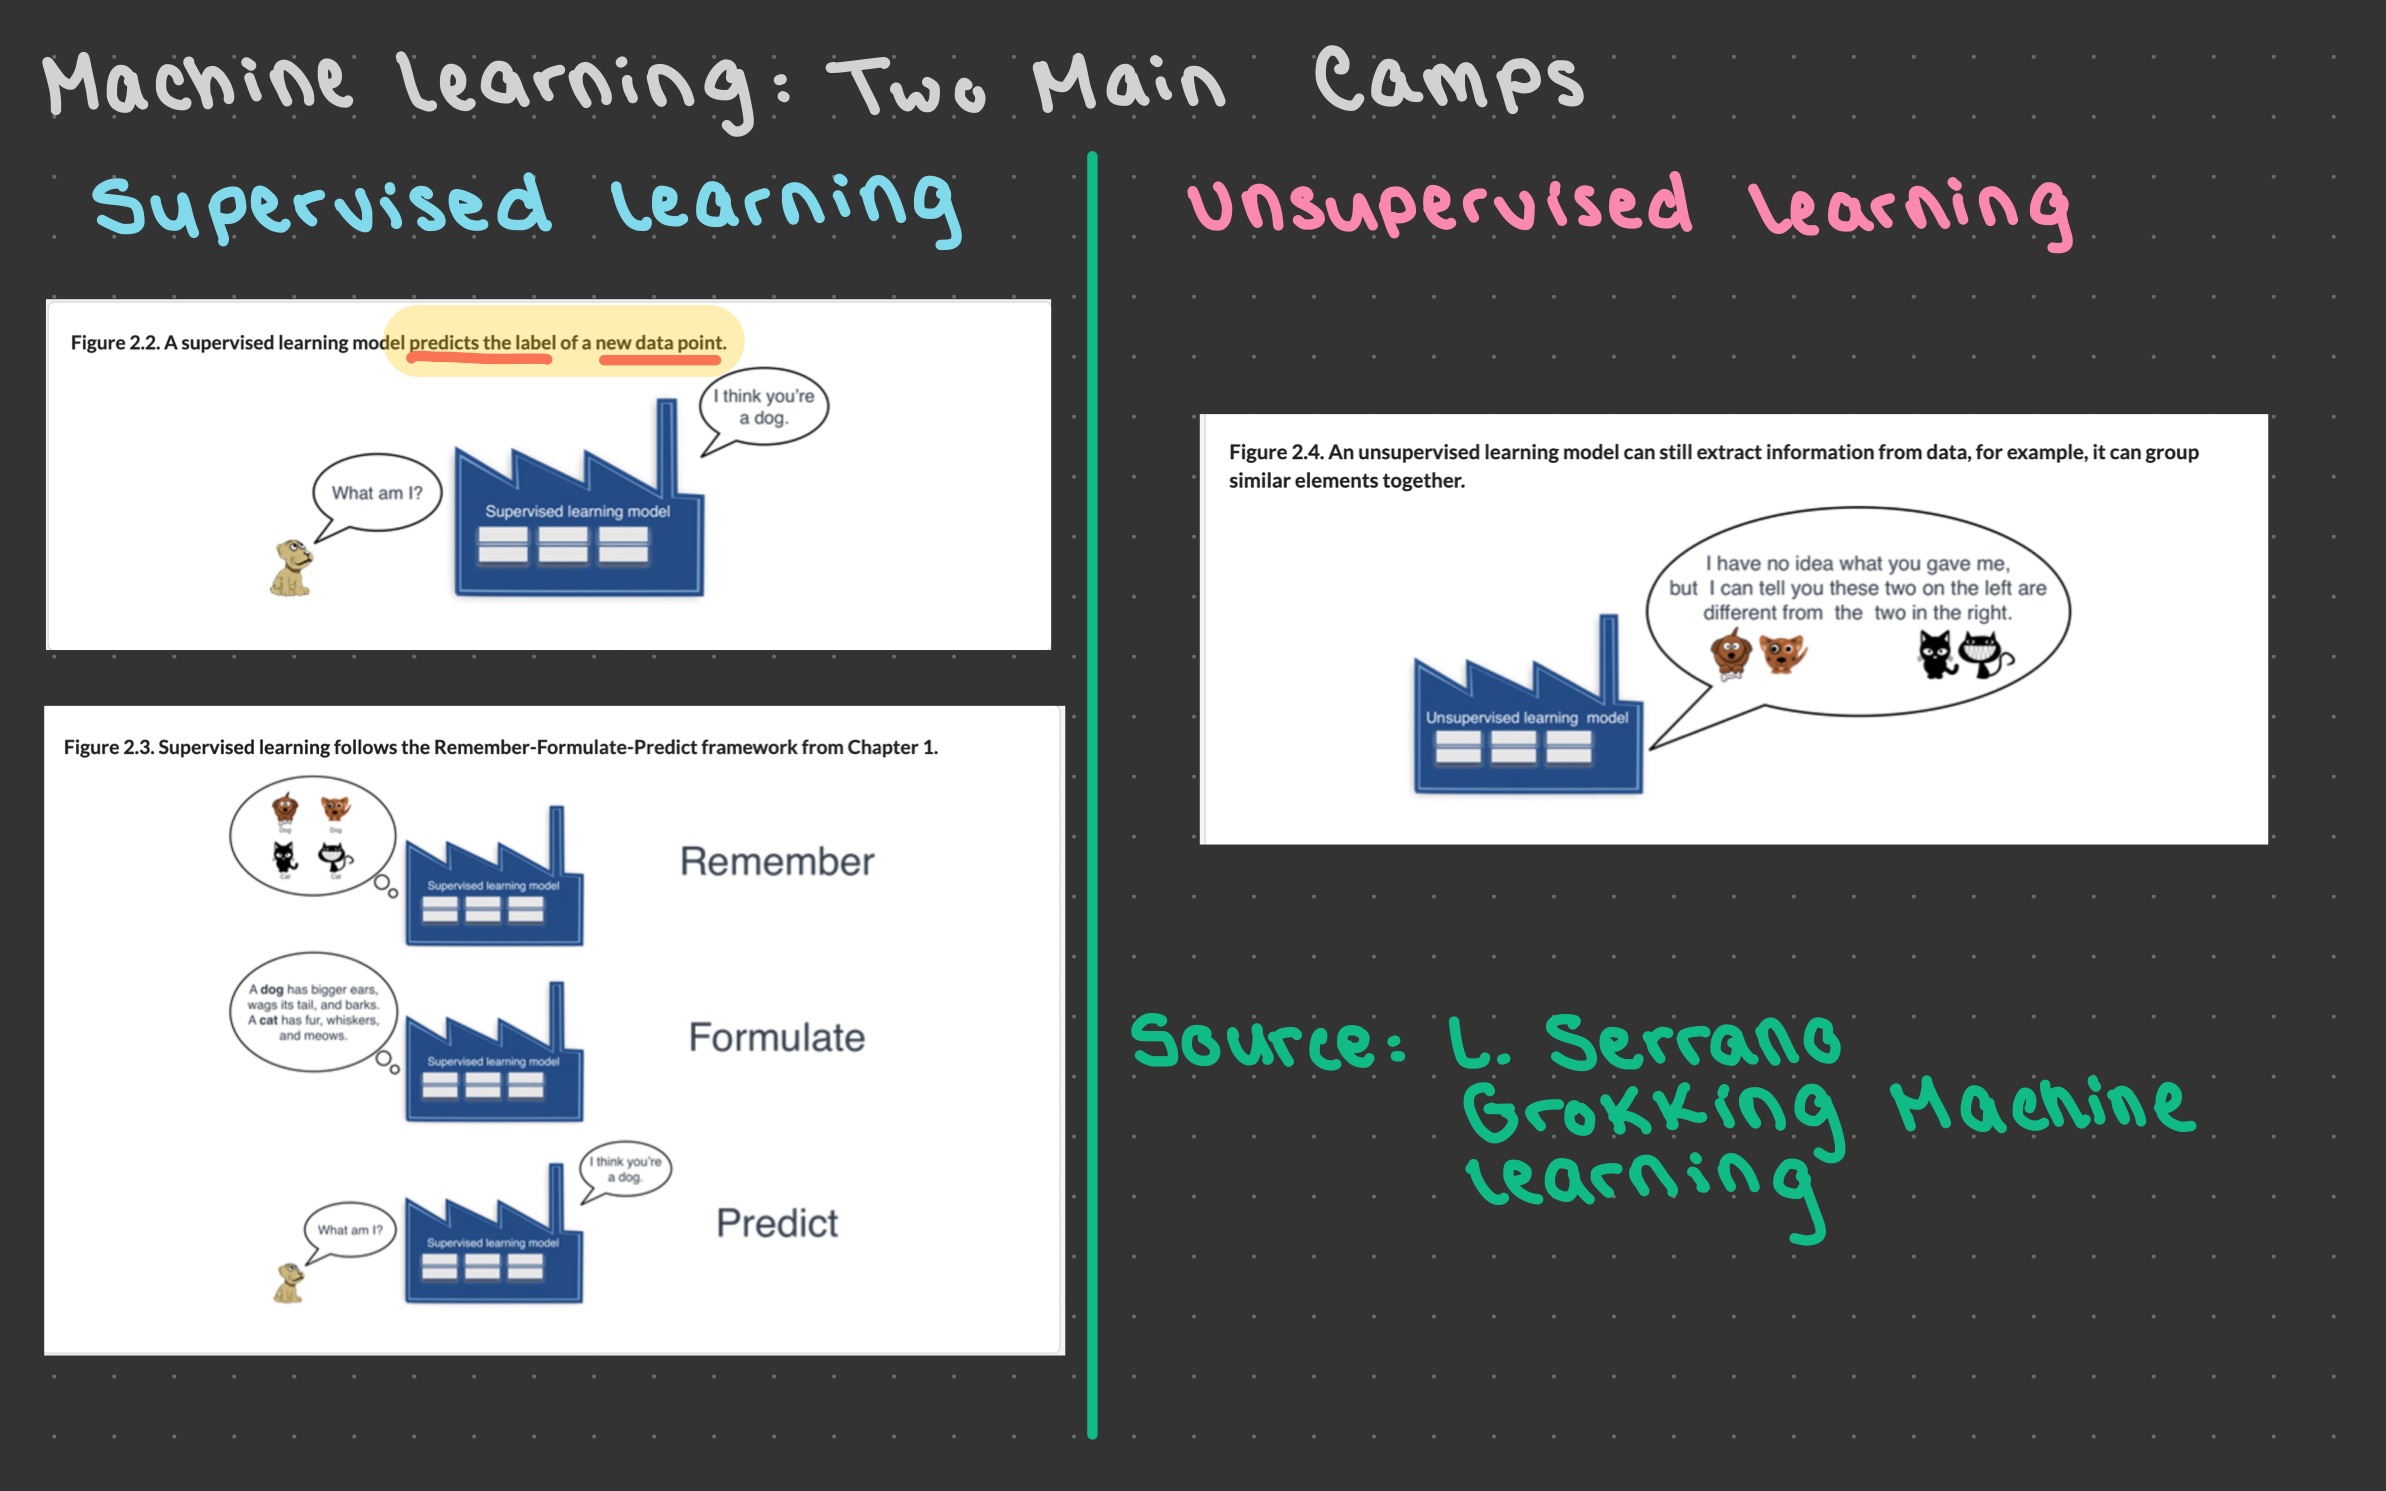 Machine Learning: Two Main Camps
Supervised Learning
Figure 2.2. A supervised learning model predicts the label of a new data point.
I think you're
a dog.
What am I?
Supervised learning model
Figure 2.3. Supervised learning follows the Remember-Formulate-Predict framework from Chapter 1.
Dog Dog
Cat Cat
Supervised learning model
Remember
A dog has bigger ears,
wags its tail, and barks.
A cat has fur, whiskers,
and meows.
Supervised learning model
Formulate
I think you're
a dog.
What am I?
Supervised learning model
Predict
Unsupervised Learning
Figure 2.4. An unsupervised learning model can still extract information from data, for example, it can group
similar elements together.
I have no idea what you gave me,
but I can tell you these two on the left are
different from the two in the right.
Unsupervised learning model
Source: L. Serrano
Grokking Machine
Learning